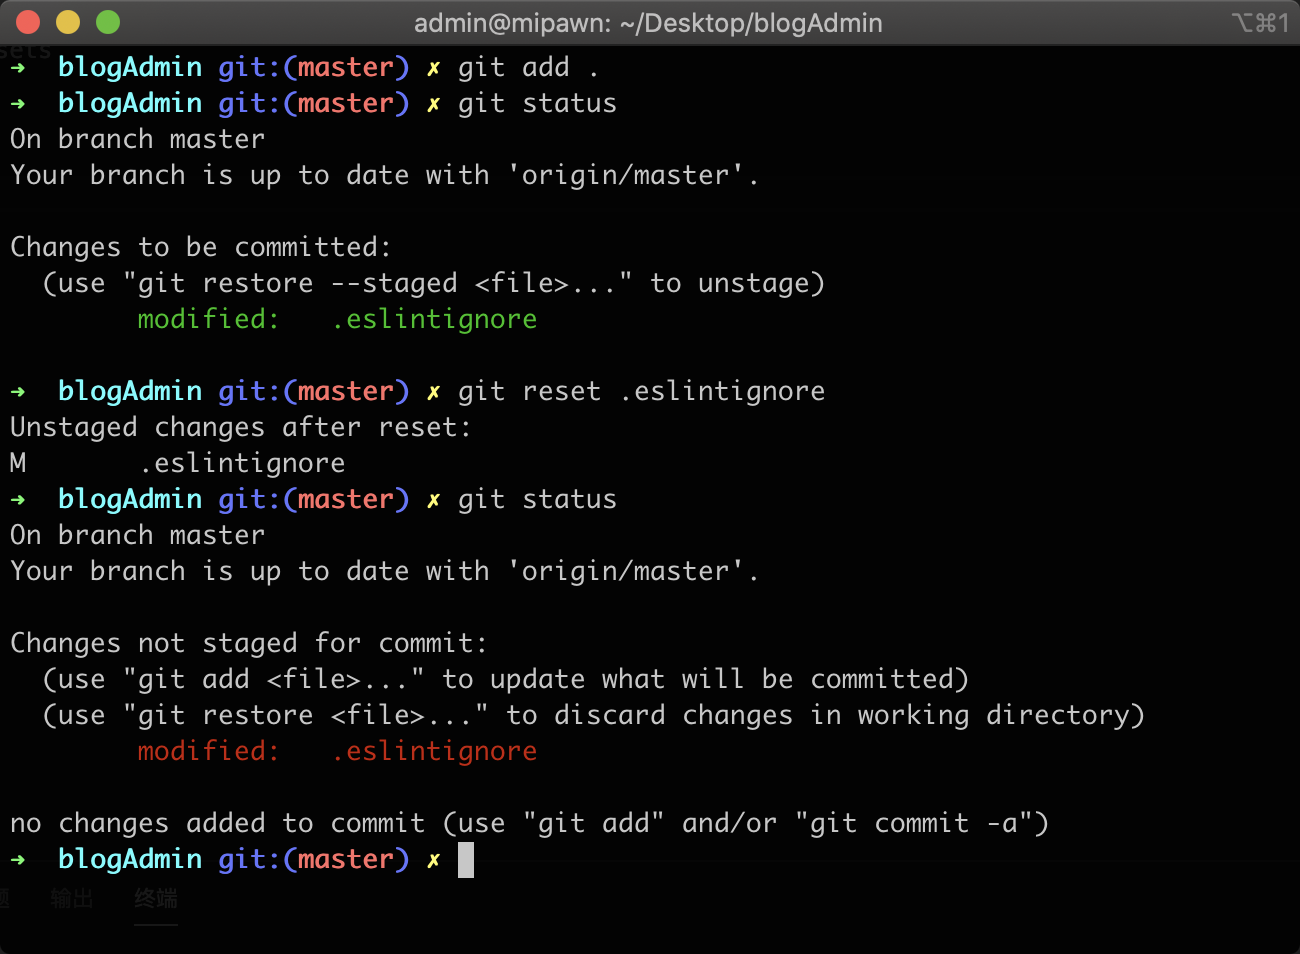 admin@mipawn: ~/Desktop/blogAdmin ⌥⌘1
sets
➜ blogAdmin git:(master) ✗ git add .
➜ blogAdmin git:(master) ✗ git status
On branch master
Your branch is up to date with 'origin/master'.
Changes to be committed:
(use "git restore --staged <file>..." to unstage)
modified: .eslintignore
➜ blogAdmin git:(master) ✗ git reset .eslintignore
Unstaged changes after reset:
M .eslintignore
➜ blogAdmin git:(master) ✗ git status
On branch master
Your branch is up to date with 'origin/master'.
Changes not staged for commit:
(use "git add <file>..." to update what will be committed)
(use "git restore <file>..." to discard changes in working directory)
modified: .eslintignore
no changes added to commit (use "git add" and/or "git commit -a")
➜ blogAdmin git:(master) ✗
题 输出 终端